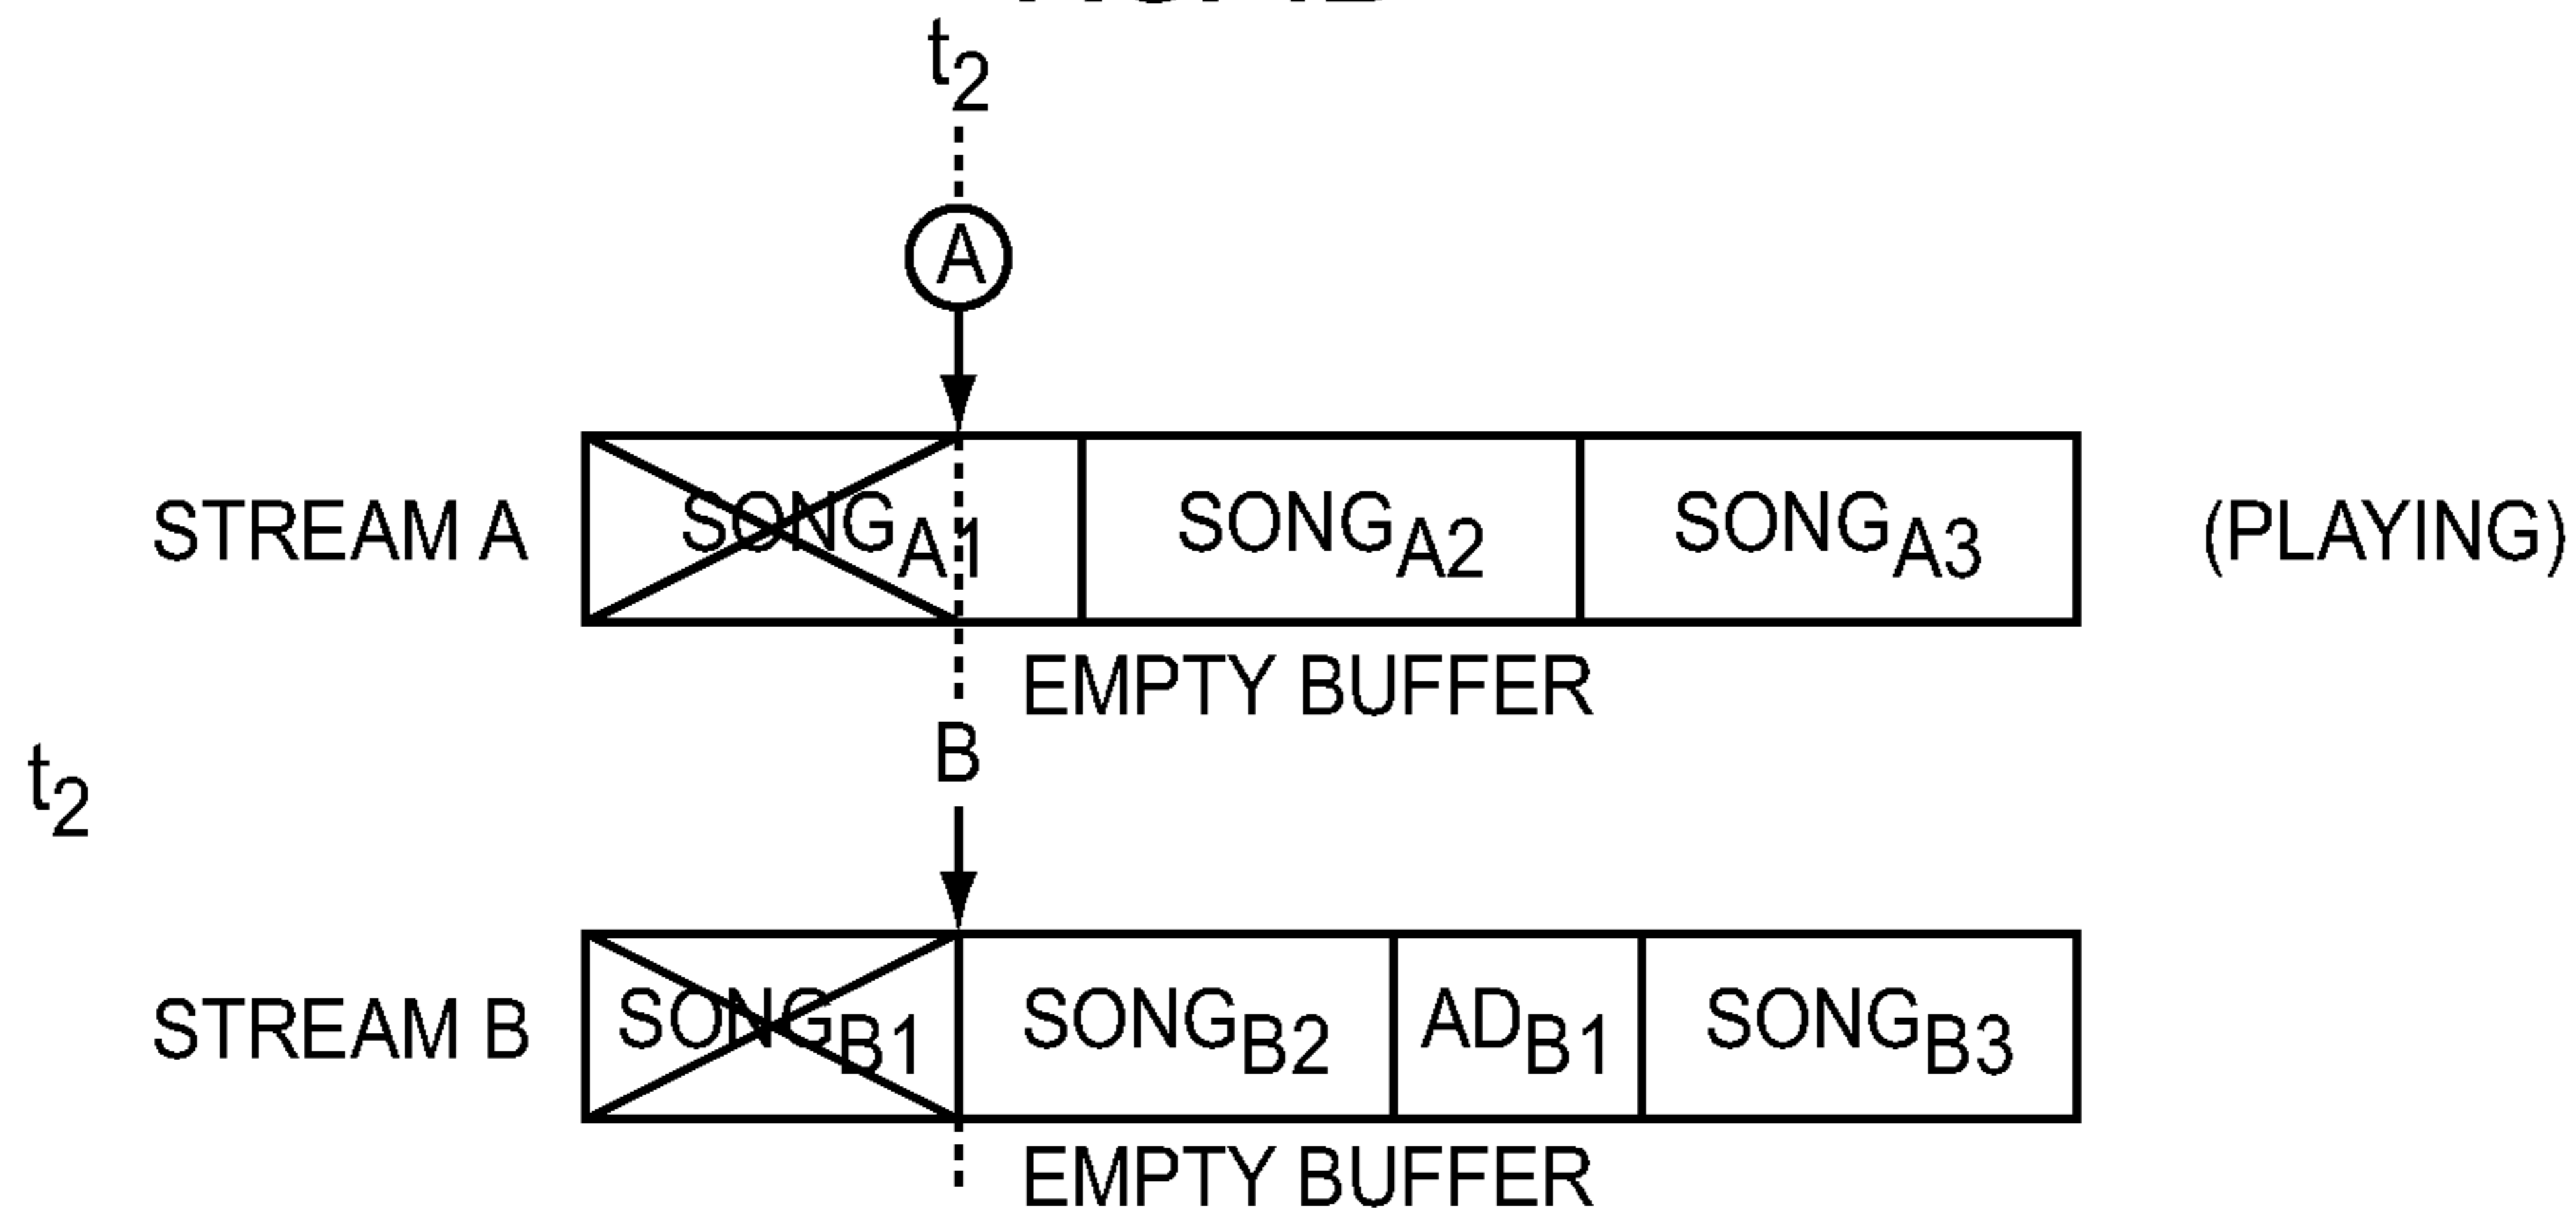 t2
A
STREAM A SONGA1 SONGA2 SONGA3 (PLAYING)
EMPTY BUFFER
B
t2
STREAM B SONGB1 SONGB2 ADB1 SONGB3
EMPTY BUFFER